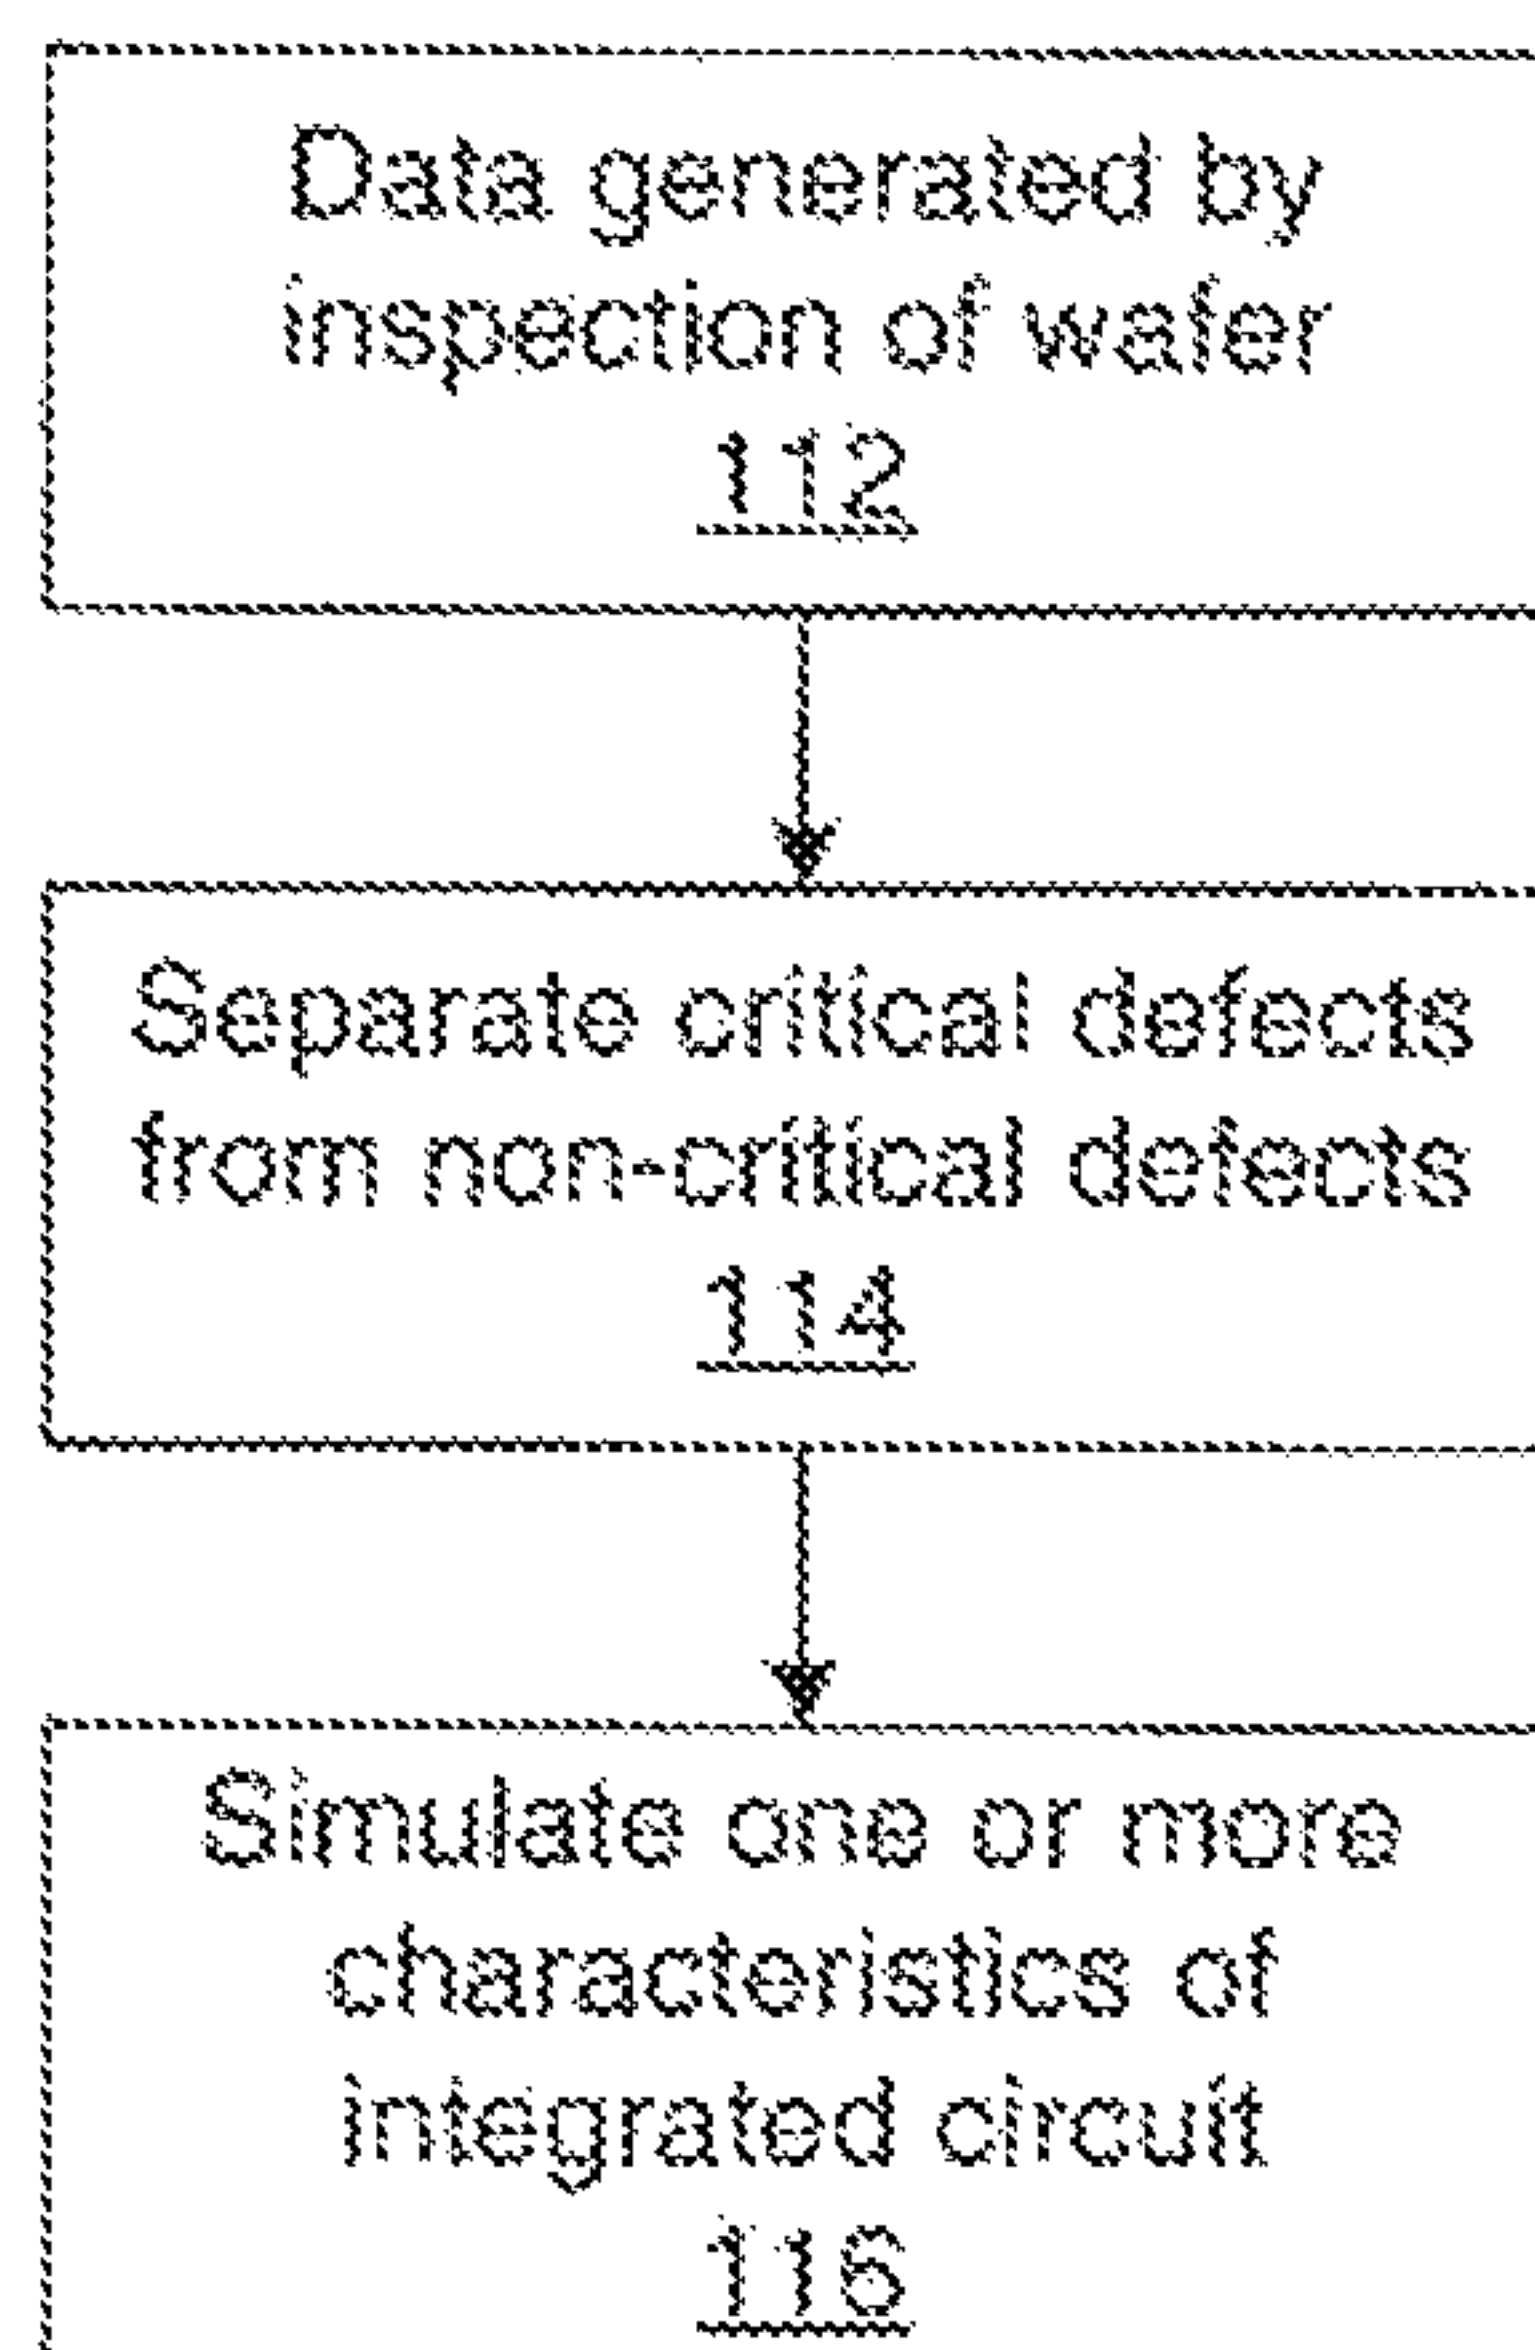 Data generated by
inspection of wafer
112
Separate critical defects
from non-critical defects
114
Simulate one or more
characteristics of
integrated circuit
116